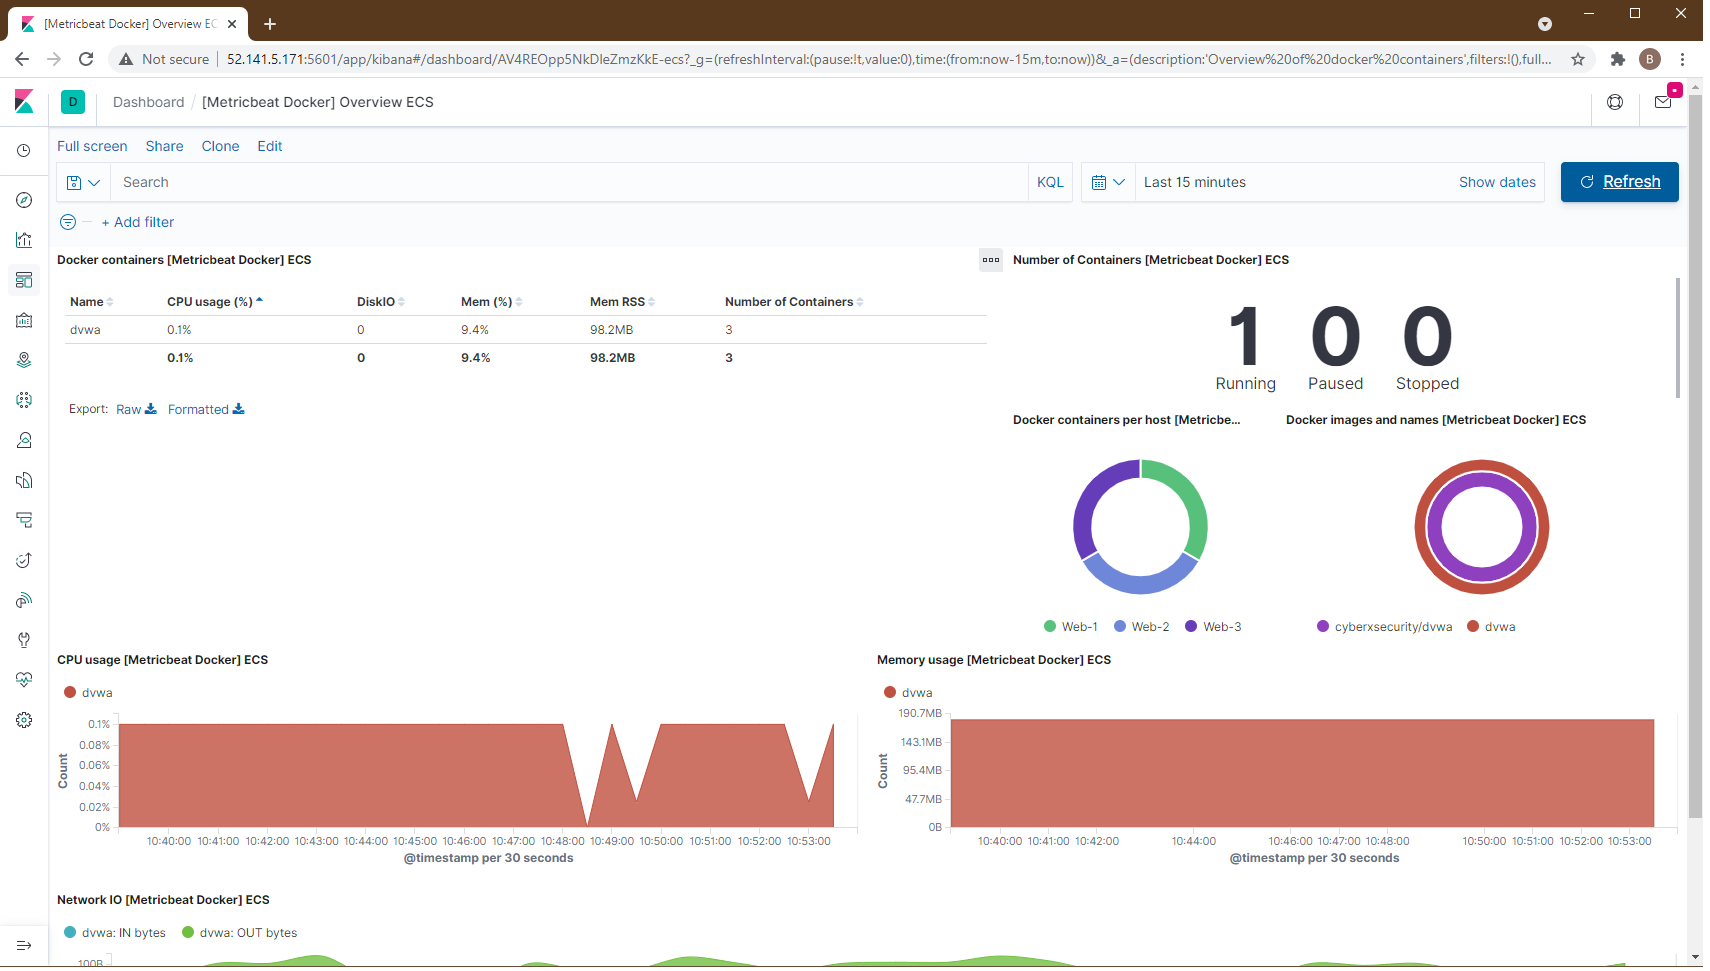 [Metricbeat Docker] Overview EC
Not secure
52.141.5.171:5601/app/kibana#/dashboard/AV4REOpp5NkDleZmzKkE-ecs?_g=(refreshInterval:(pause:!t,value:0),time:(from:now-15m,to:now))&_a=(description:'Overview%20of%20docker%20containers',filters:!(),full...
B
D
Dashboard / [Metricbeat Docker] Overview ECS
Full screen Share Clone Edit
Search
KQL
Last 15 minutes
Show dates
Refresh
+ Add filter
Docker containers [Metricbeat Docker] ECS
Name CPU usage (%) DiskIO Mem (%) Mem RSS Number of Containers
dvwa 0.1% 0 9.4% 98.2MB 3
0.1% 0 9.4% 98.2MB 3
Export: Raw Formatted
Number of Containers [Metricbeat Docker] ECS
1 0 0
Running Paused Stopped
Docker containers per host [Metricbe...
Web-1 Web-2 Web-3
Docker images and names [Metricbeat Docker] ECS
cyberxsecurity/dvwa dvwa
CPU usage [Metricbeat Docker] ECS
dvwa
Count
0.1%
0.08%
0.06%
0.04%
0.02%
0%
10:40:00 10:41:00 10:42:00 10:43:00 10:44:00 10:45:00 10:46:00 10:47:00 10:48:00 10:49:00 10:50:00 10:51:00 10:52:00 10:53:00
@timestamp per 30 seconds
Memory usage [Metricbeat Docker] ECS
dvwa
Count
190.7MB
143.1MB
95.4MB
47.7MB
0B
10:40:00 10:41:00 10:42:00 10:44:00 10:46:00 10:47:00 10:48:00 10:50:00 10:51:00 10:52:00 10:53:00
@timestamp per 30 seconds
Network IO [Metricbeat Docker] ECS
dvwa: IN bytes dvwa: OUT bytes
100B